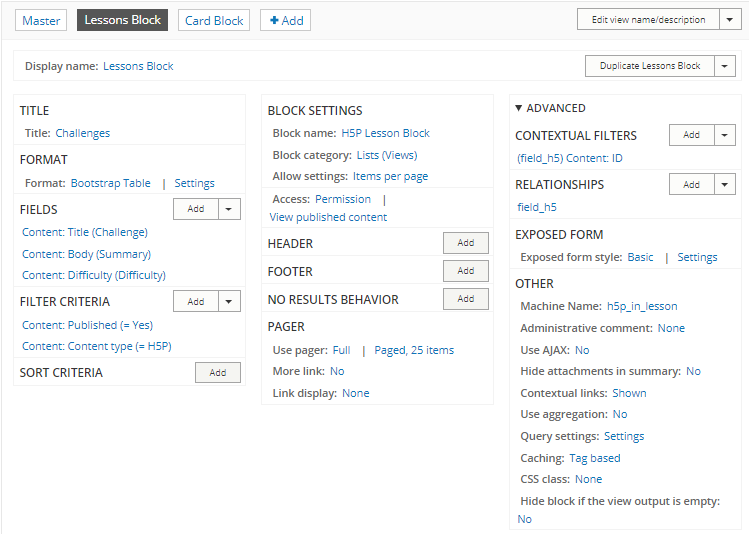 Master
Lessons Block
Card Block
+ Add
Edit view name/description
Display name: Lessons Block
Duplicate Lessons Block
TITLE
Title: Challenges
FORMAT
Format: Bootstrap Table | Settings
FIELDS
Add
Content: Title (Challenge)
Content: Body (Summary)
Content: Difficulty (Difficulty)
FILTER CRITERIA
Add
Content: Published (= Yes)
Content: Content type (= H5P)
SORT CRITERIA
Add
BLOCK SETTINGS
Block name: H5P Lesson Block
Block category: Lists (Views)
Allow settings: Items per page
Access: Permission |
View published content
HEADER
Add
FOOTER
Add
NO RESULTS BEHAVIOR
Add
PAGER
Use pager: Full | Paged, 25 items
More link: No
Link display: None
▼ ADVANCED
CONTEXTUAL FILTERS
Add
(field_h5) Content: ID
RELATIONSHIPS
Add
field_h5
EXPOSED FORM
Exposed form style: Basic | Settings
OTHER
Machine Name: h5p_in_lesson
Administrative comment: None
Use AJAX: No
Hide attachments in summary: No
Contextual links: Shown
Use aggregation: No
Query settings: Settings
Caching: Tag based
CSS class: None
Hide block if the view output is empty:
No